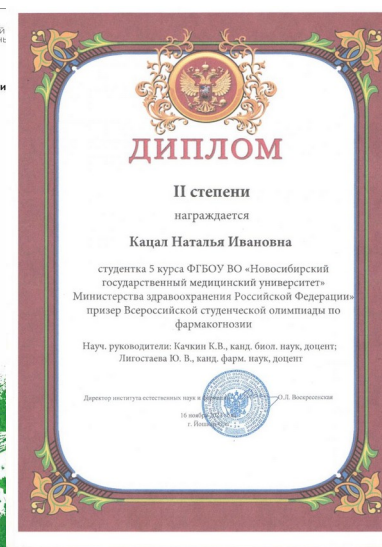 ДИПЛОМ
II степени
награждается
Кацал Наталья Ивановна
студентка 5 курса ФГБОУ ВО «Новосибирский
государственный медицинский университет»
Министерства здравоохранения Российской Федерации»
призер Всероссийской студенческой олимпиады по
фармакогнозии
Науч. руководители: Качкин К.В., канд. биол. наук, доцент;
Лигостаева Ю. В., канд. фарм. наук, доцент
Директор института естественных наук и О.Л. Воскресенская
16 ноября
г.